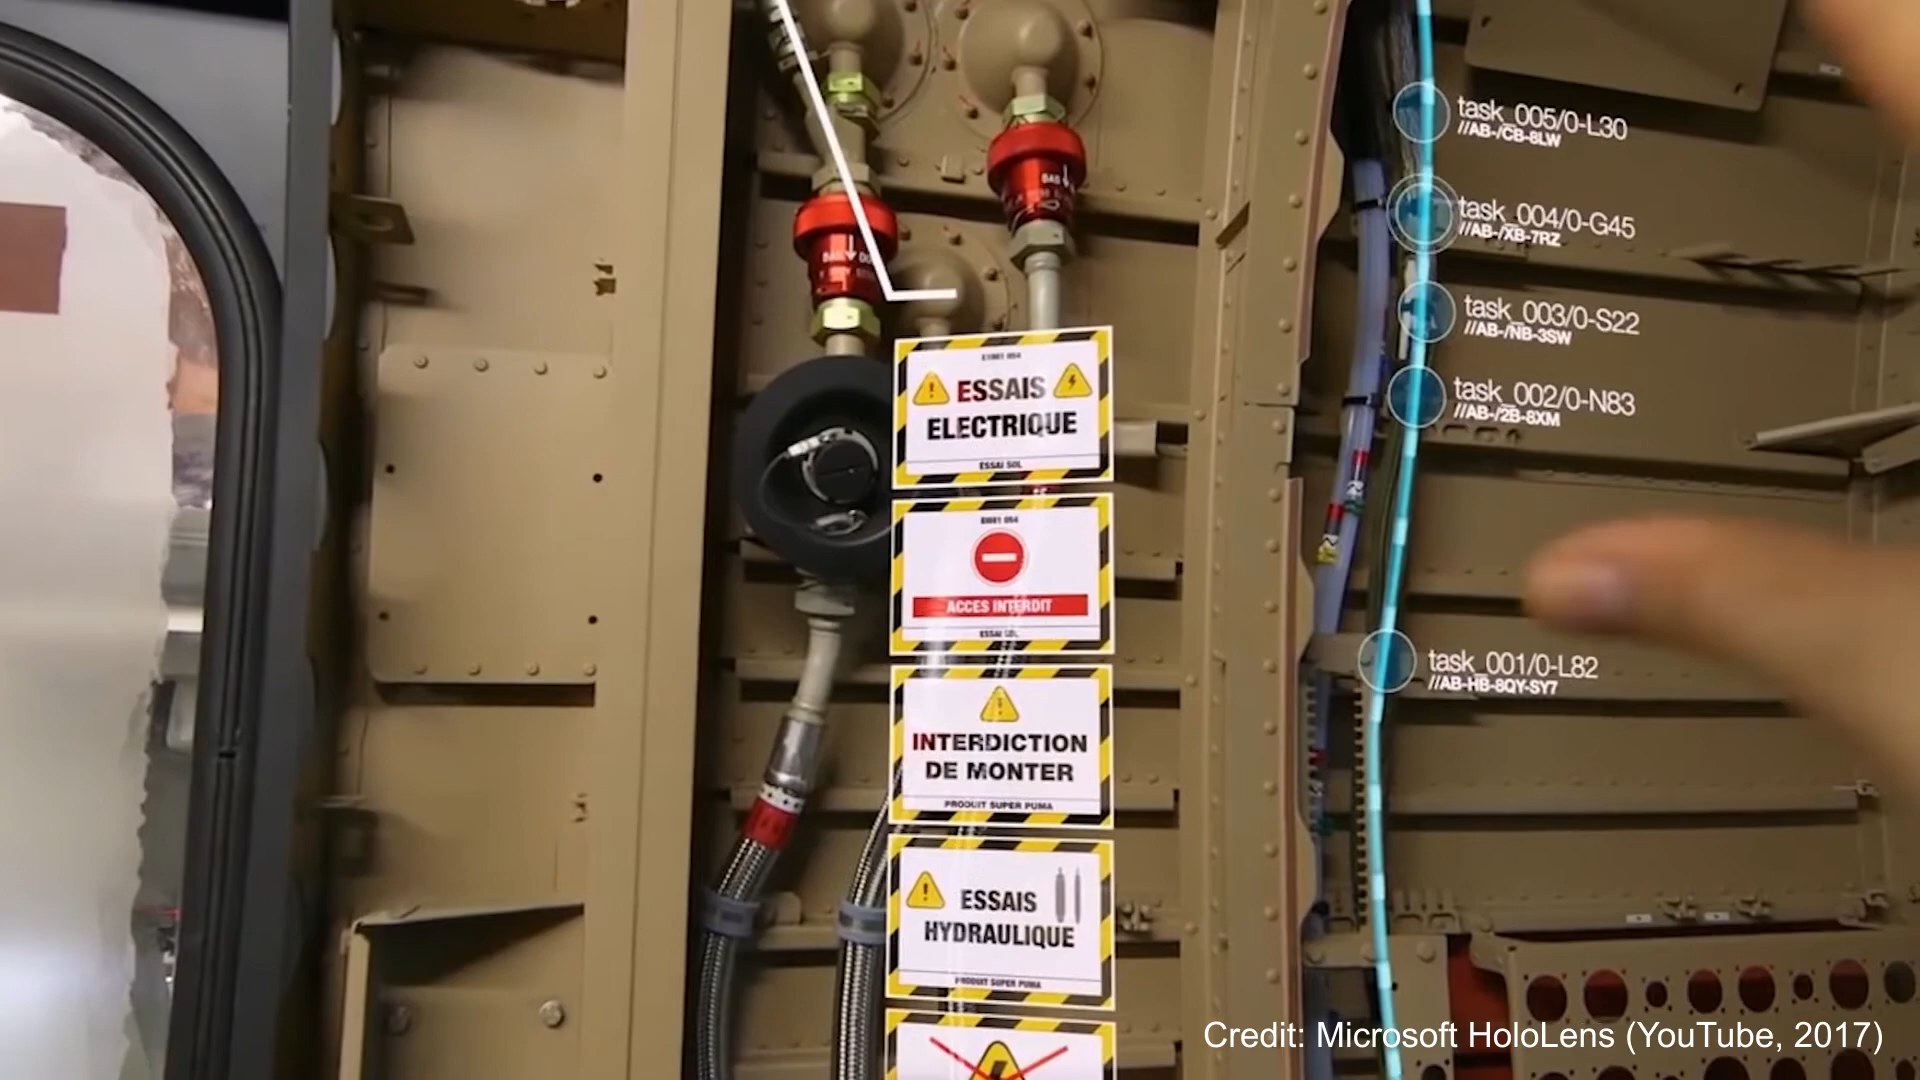 task_005/0-L30
//AB-/CB-8LW
task_004/0-G45
//AB-/XB-7RZ
task_003/0-S22
//AB-/NB-3SW
task_002/0-N83
//AB-/2B-8XM
task_001/0-L82
//AB-HB-8QY-SY7
ESSAIS
ELECTRIQUE
ESSAI SOL
ACCES INTERDIT
ESSAI SOL
INTERDICTION
DE MONTER
PRODUIT SUPER PUMA
ESSAIS
HYDRAULIQUE
PRODUIT SUPER PUMA
Credit: Microsoft HoloLens (YouTube, 2017)